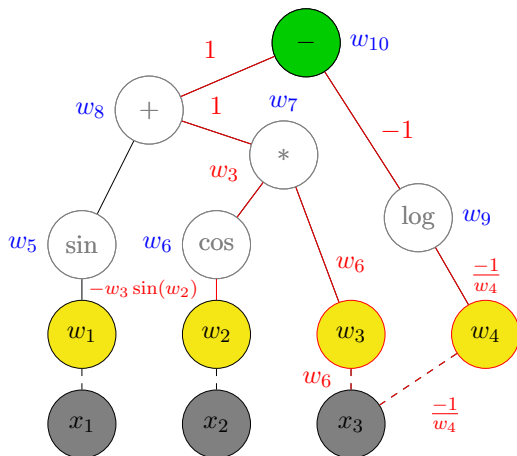 1 − w₁₀
w₈ + 1 w₇
w₃ * −1
w₅ sin w₆ cos log w₉
−w₃ sin(w₂) w₆ −1/w₄
w₁ w₂ w₃ w₄
w₆
x₁ x₂ x₃ −1/w₄